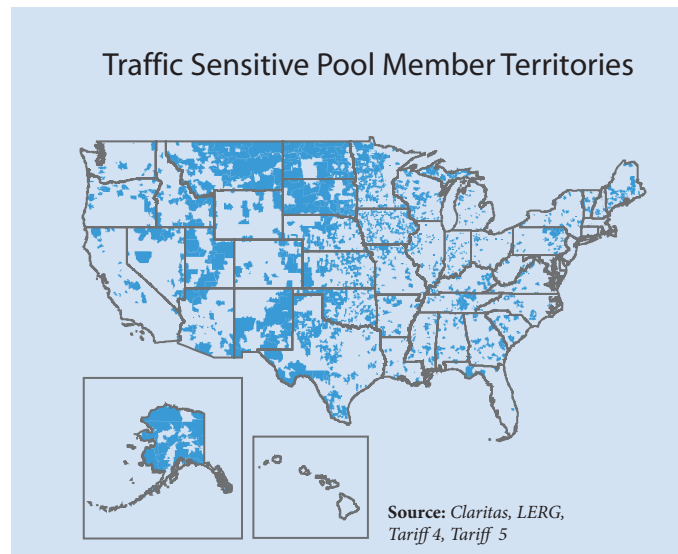 Traffic Sensitive Pool Member Territories
Source: Claritas, LERG,
Tariff 4, Tariff 5